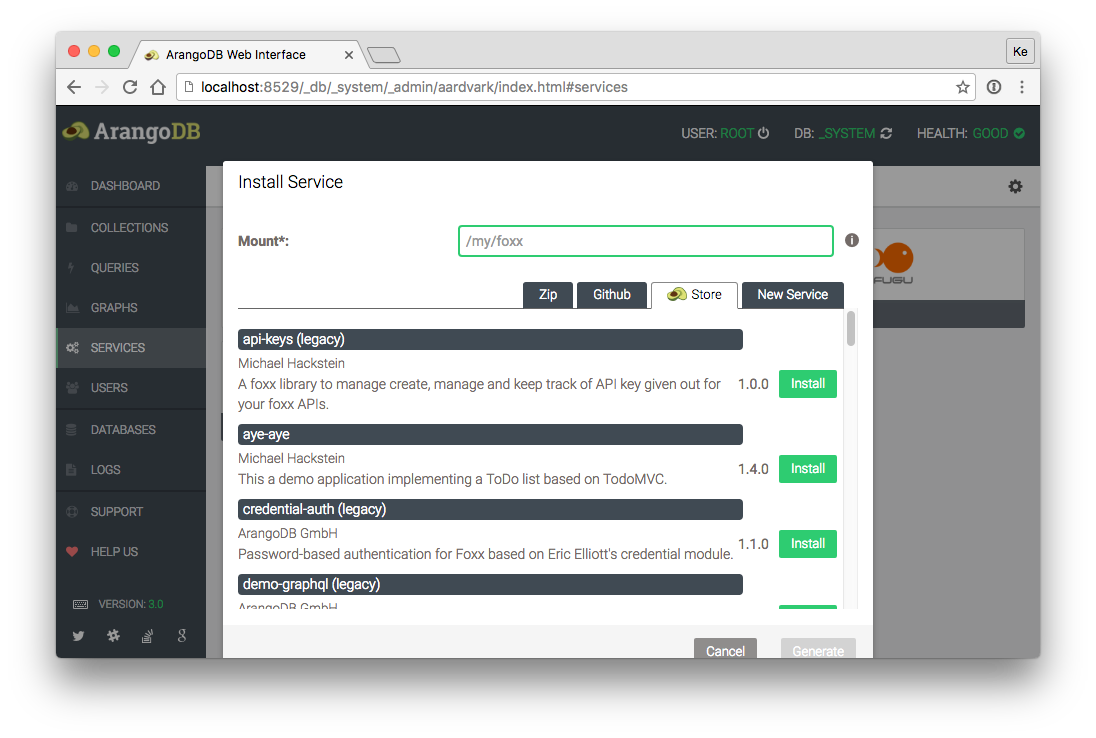 ArangoDB Web Interface
Ke
localhost:8529/_db/_system/_admin/aardvark/index.html#services
ArangoDB
USER: ROOT
DB: _SYSTEM
HEALTH: GOOD
DASHBOARD
COLLECTIONS
QUERIES
GRAPHS
SERVICES
USERS
DATABASES
LOGS
SUPPORT
HELP US
VERSION: 3.0
Install Service
Mount*:
/my/foxx
Zip
Github
Store
New Service
api-keys (legacy)
Michael Hackstein
A foxx library to manage create, manage and keep track of API key given out for
your foxx APIs.
1.0.0
Install
aye-aye
Michael Hackstein
This a demo application implementing a ToDo list based on TodoMVC.
1.4.0
Install
credential-auth (legacy)
ArangoDB GmbH
Password-based authentication for Foxx based on Eric Elliott's credential module.
1.1.0
Install
demo-graphql (legacy)
ArangoDB GmbH
Cancel
Generate
FUGU